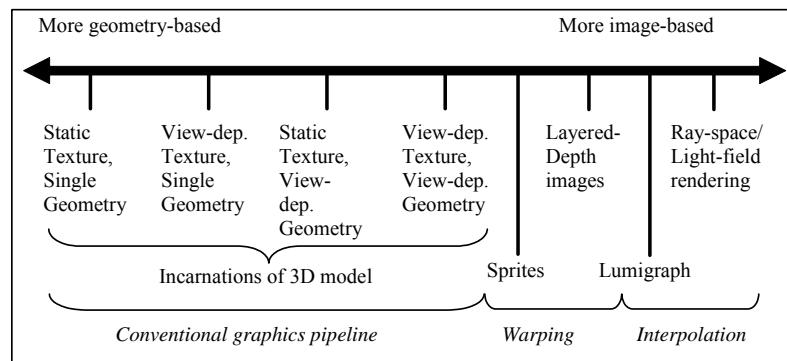 More geometry-based
More image-based
Static
Texture,
Single
Geometry
View-dep.
Texture,
Single
Geometry
Static
Texture,
View-
dep.
Geometry
View-dep.
Texture,
View-dep.
Geometry
Sprites
Layered-
Depth
images
Lumigraph
Ray-space/
Light-field
rendering
Incarnations of 3D model
Conventional graphics pipeline
Warping
Interpolation